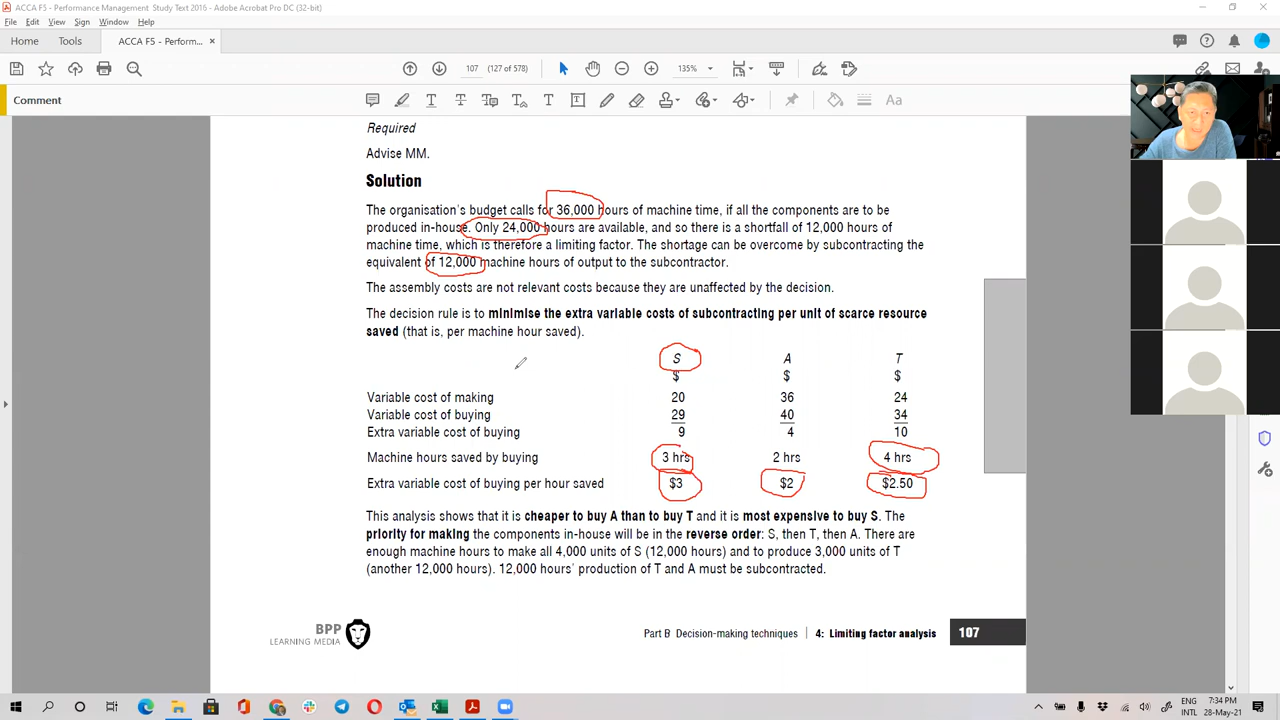 ACCA F5 - Performance Management Study Text 2016 - Adobe Acrobat Pro DC (32-bit)
File Edit View Sign Window Help
Home Tools ACCA F5 - Perform... ×
107 (127 of 578) 135%
Comment
Aa
Required
Advise MM.
Solution
The organisation's budget calls for 36,000 hours of machine time, if all the components are to be
produced in-house. Only 24,000 hours are available, and so there is a shortfall of 12,000 hours of
machine time, which is therefore a limiting factor. The shortage can be overcome by subcontracting the
equivalent of 12,000 machine hours of output to the subcontractor.
The assembly costs are not relevant costs because they are unaffected by the decision.
The decision rule is to minimise the extra variable costs of subcontracting per unit of scarce resource
saved (that is, per machine hour saved).
S A T
$ $ $
Variable cost of making 20 36 24
Variable cost of buying 29 40 34
Extra variable cost of buying 9 4 10
Machine hours saved by buying 3 hrs 2 hrs 4 hrs
Extra variable cost of buying per hour saved $3 $2 $2.50
This analysis shows that it is cheaper to buy A than to buy T and it is most expensive to buy S. The
priority for making the components in-house will be in the reverse order: S, then T, then A. There are
enough machine hours to make all 4,000 units of S (12,000 hours) and to produce 3,000 units of T
(another 12,000 hours). 12,000 hours' production of T and A must be subcontracted.
BPP
LEARNING MEDIA
Part B Decision-making techniques | 4: Limiting factor analysis 107
ENG 7:34 PM
INTL 28-May-21